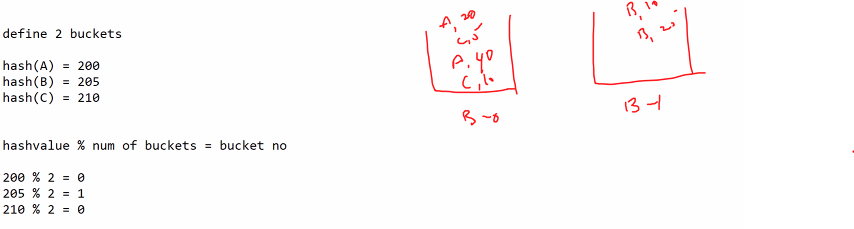 define 2 buckets
hash(A) = 200
hash(B) = 205
hash(C) = 210
hashvalue % num of buckets = bucket no
200 % 2 = 0
205 % 2 = 1
210 % 2 = 0
A, 20
C, 5
A, 40
C, 10
B-0
B, 10
B, 20
B-1